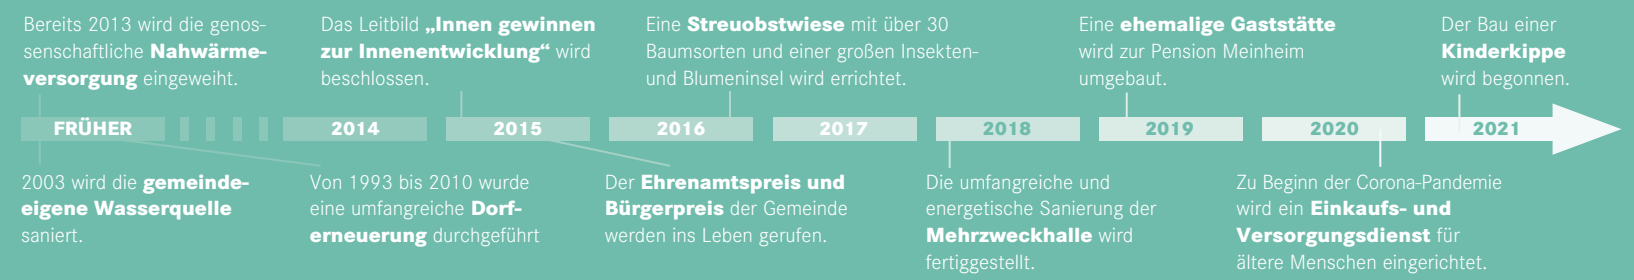 Bereits 2013 wird die genos-
senschaftliche Nahwärme-
versorgung eingeweiht.
Das Leitbild „Innen gewinnen
zur Innenentwicklung“ wird
beschlossen.
Eine Streuobstwiese mit über 30
Baumsorten und einer großen Insekten-
und Blumeninsel wird errichtet.
Eine ehemalige Gaststätte
wird zur Pension Meinheim
umgebaut.
Der Bau einer
Kinderkippe
wird begonnen.
FRÜHER 2014 2015 2016 2017 2018 2019 2020 2021
2003 wird die gemeinde-
eigene Wasserquelle
saniert.
Von 1993 bis 2010 wurde
eine umfangreiche Dorf-
erneuerung durchgeführt
Der Ehrenamtspreis und
Bürgerpreis der Gemeinde
werden ins Leben gerufen.
Die umfangreiche und
energetische Sanierung der
Mehrzweckhalle wird
fertiggestellt.
Zu Beginn der Corona-Pandemie
wird ein Einkaufs- und
Versorgungsdienst für
ältere Menschen eingerichtet.